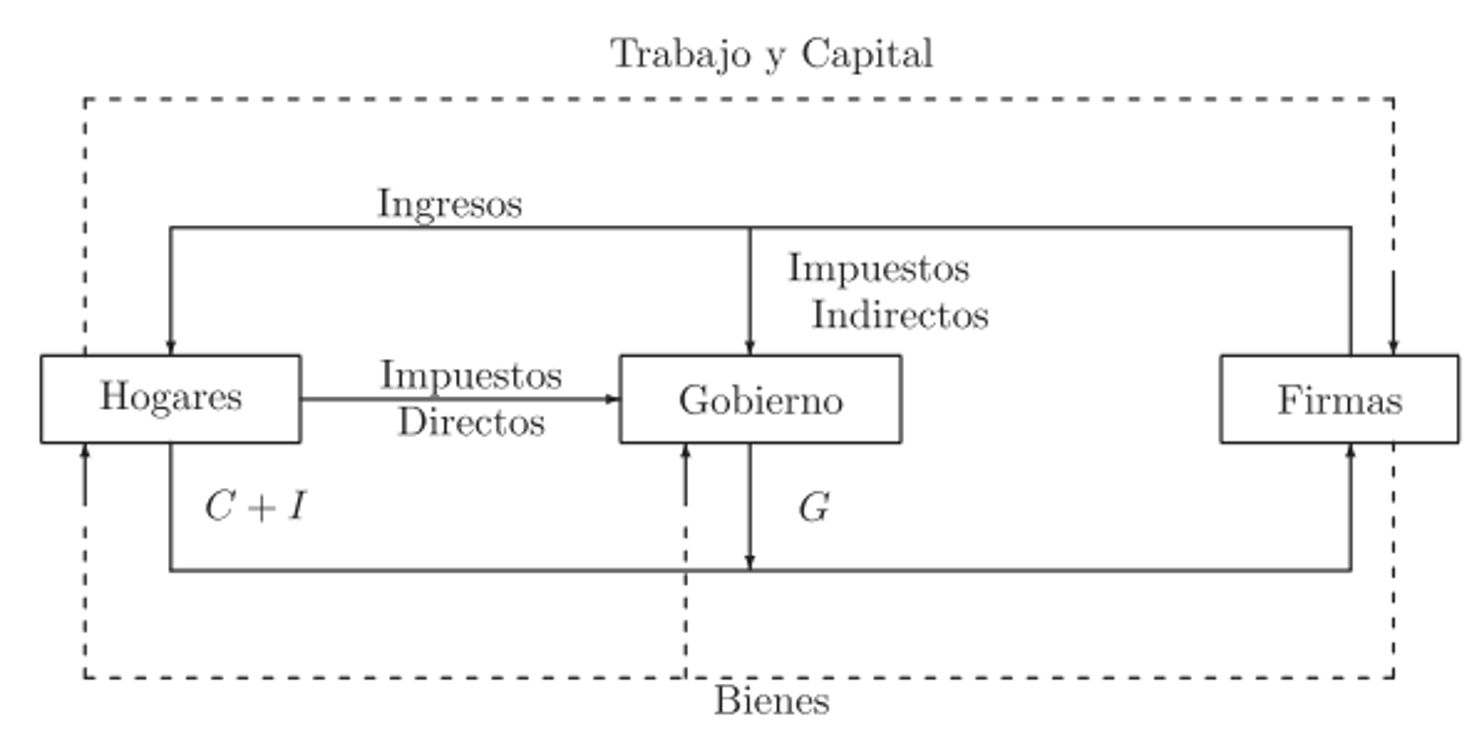 Trabajo y Capital
Ingresos
Impuestos
Indirectos
Hogares
Impuestos
Directos
Gobierno
Firmas
C + I
G
Bienes